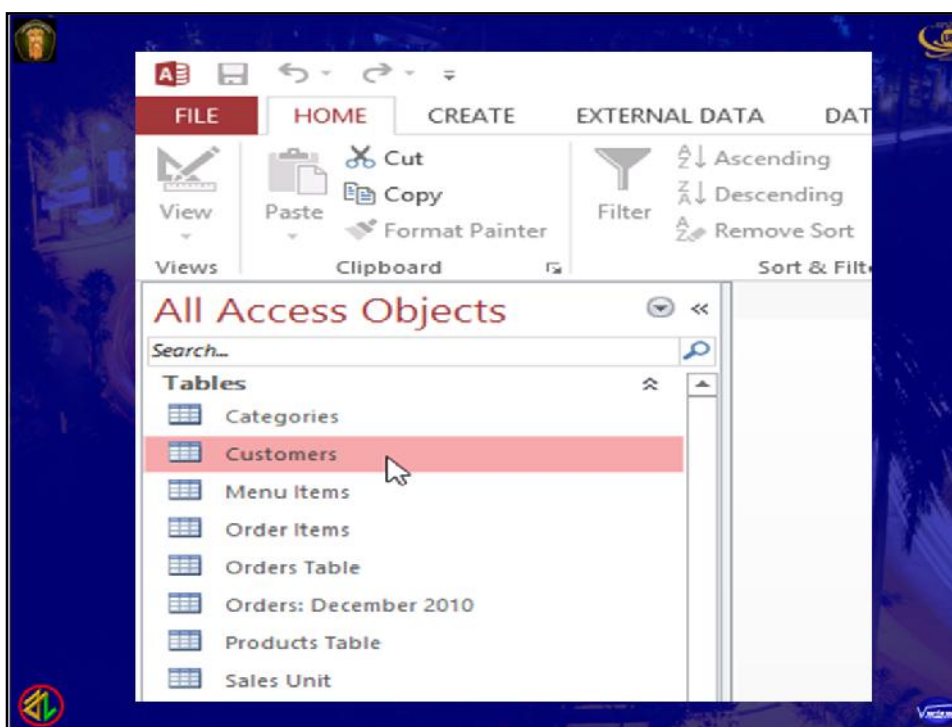 FILE HOME CREATE EXTERNAL DATA DAT
Cut
Copy
Format Painter
View
Paste
Filter
Ascending
Descending
Remove Sort
Views Clipboard Sort & Filte
All Access Objects
Search...
Tables
Categories
Customers
Menu Items
Order Items
Orders Table
Orders: December 2010
Products Table
Sales Unit